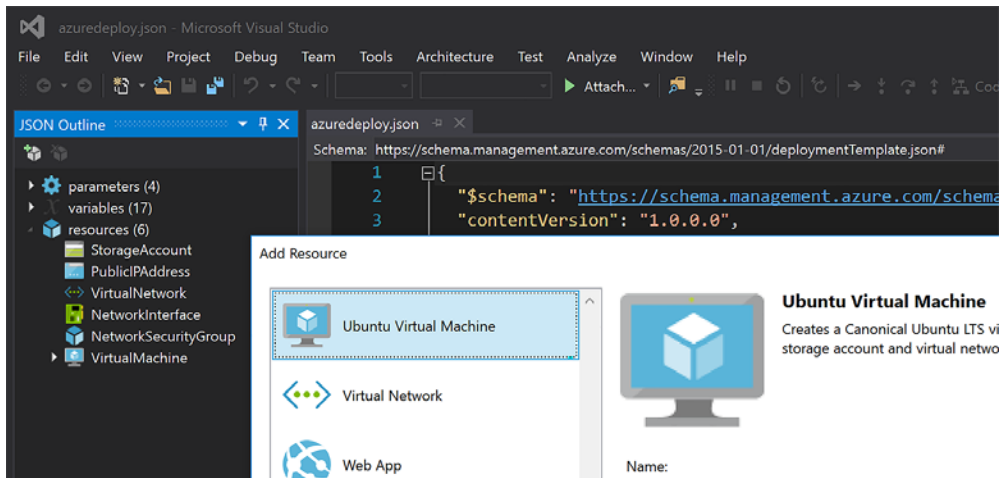 azuredeploy.json - Microsoft Visual Studio
File Edit View Project Debug Team Tools Architecture Test Analyze Window Help
Attach...
JSON Outline
azuredeploy.json
Schema: https://schema.management.azure.com/schemas/2015-01-01/deploymentTemplate.json#
parameters (4)
variables (17)
resources (6)
StorageAccount
PublicIPAddress
VirtualNetwork
NetworkInterface
NetworkSecurityGroup
VirtualMachine
1 {
2 "$schema": "https://schema.management.azure.com/schema
3 "contentVersion": "1.0.0.0",
Add Resource
Ubuntu Virtual Machine
Virtual Network
Web App
Ubuntu Virtual Machine
Creates a Canonical Ubuntu LTS vi
storage account and virtual netwo
Name: